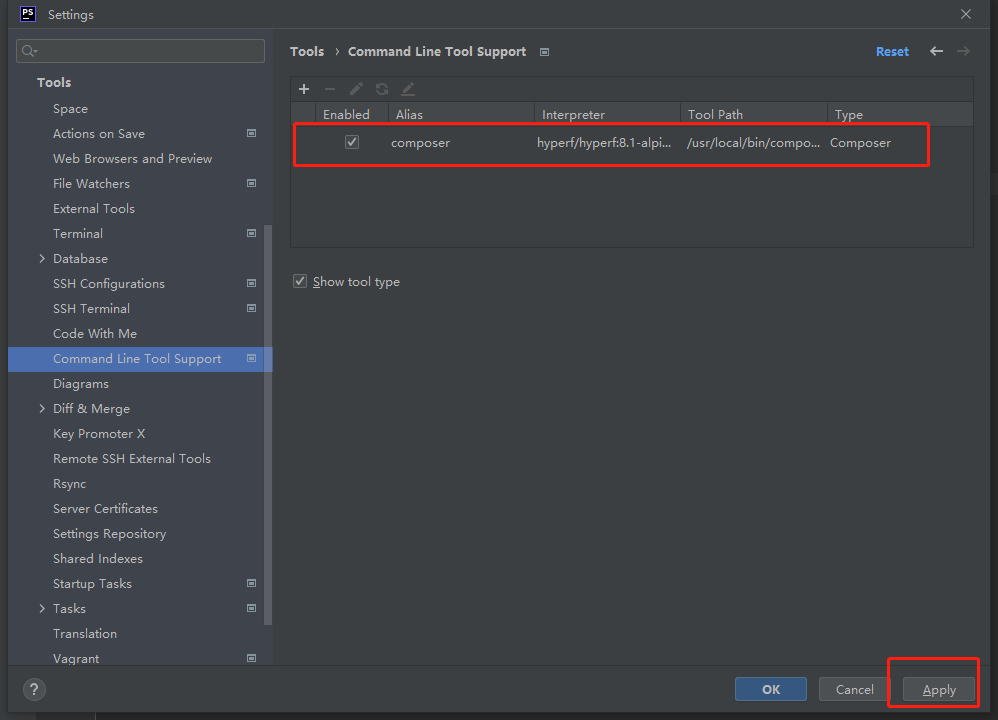 PS Settings
Tools › Command Line Tool Support Reset
Tools
Space
Actions on Save
Web Browsers and Preview
File Watchers
External Tools
Terminal
Database
SSH Configurations
SSH Terminal
Code With Me
Command Line Tool Support
Diagrams
Diff & Merge
Key Promoter X
Remote SSH External Tools
Rsync
Server Certificates
Settings Repository
Shared Indexes
Startup Tasks
Tasks
Translation
Vagrant
Enabled Alias Interpreter Tool Path Type
composer hyperf/hyperf:8.1-alpi... /usr/local/bin/compo... Composer
Show tool type
?
OK Cancel Apply